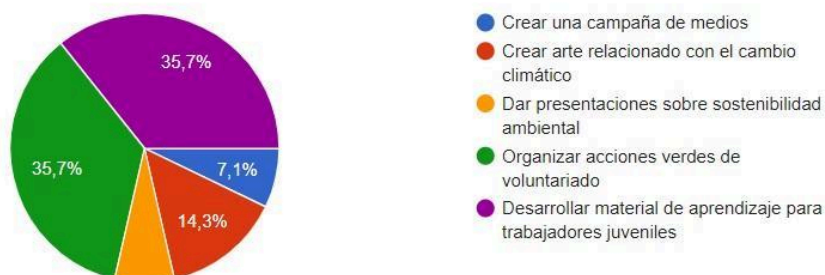 35,7%
35,7%
7,1%
14,3%
Crear una campaña de medios
Crear arte relacionado con el cambio
climático
Dar presentaciones sobre sostenibilidad
ambiental
Organizar acciones verdes de
voluntariado
Desarrollar material de aprendizaje para
trabajadores juveniles